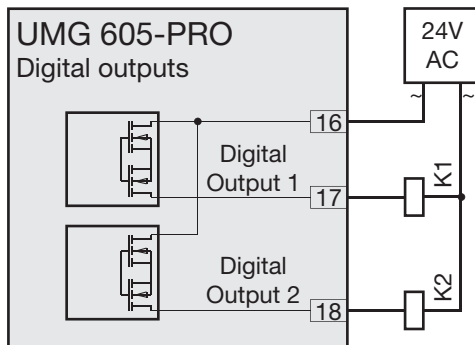 UMG 605-PRO
Digital outputs
24V
AC
~ ~
16
Digital
Output 1
17
K1
Digital
Output 2
18
K2